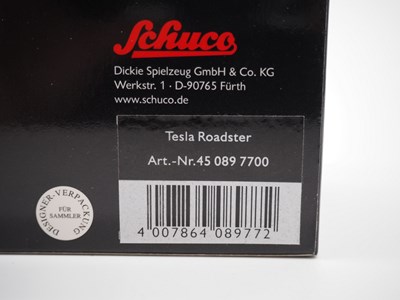 Schuco
Dickie Spielzeug GmbH & Co. KG
Werkstr. 1 · D-90765 Fürth
www.schuco.de
Tesla Roadster
Art.-Nr.45 089 7700
4 007864 089772
DESIGNER-VERPACKUNG
FÜR
SAMMLER